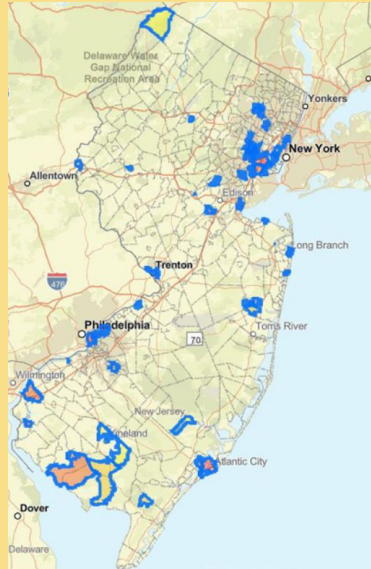 Delaware Water
Gap National
Recreation Area
Yonkers
New York
Allentown
Edison
Long Branch
Trenton
476
Philadelphia
70
Toms River
Wilmington
New Jersey
Vineland
Atlantic City
Dover
Delaware